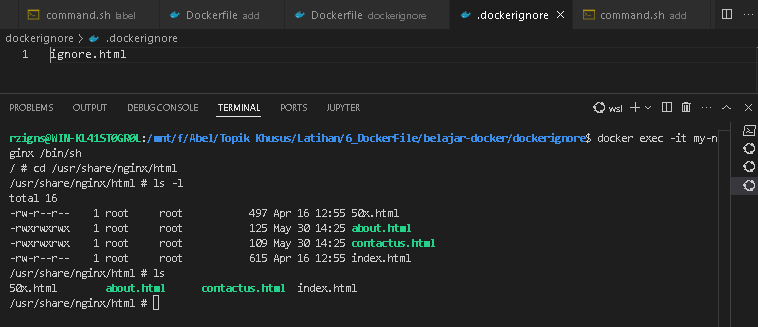 command.sh label Dockerfile add Dockerfile dockerignore .dockerignore command.sh add
dockerignore > .dockerignore
1 ignore.html
PROBLEMS OUTPUT DEBUG CONSOLE TERMINAL PORTS JUPYTER wsl
rzigns@WIN-KL415T0GR0L:/mnt/f/Abel/Topik Khusus/Latihan/6_Dockerfile/belajar-docker/dockerignore$ docker exec -it my-n
ginx /bin/sh
/ # cd /usr/share/nginx/html
/usr/share/nginx/html # ls -l
total 16
-rw-r--r-- 1 root root 497 Apr 16 12:55 50x.html
-rwxrwxrwx 1 root root 125 May 30 14:25 about.html
-rwxrwxrwx 1 root root 109 May 30 14:25 contactus.html
-rw-r--r-- 1 root root 615 Apr 16 12:55 index.html
/usr/share/nginx/html # ls
50x.html about.html contactus.html index.html
/usr/share/nginx/html #